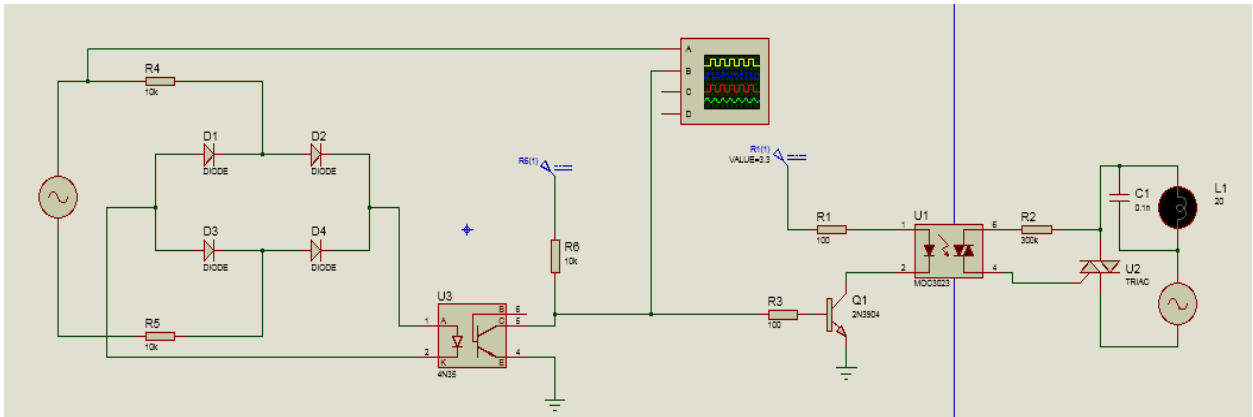 R4
10k
D1
DIODE
D2
DIODE
D3
DIODE
D4
DIODE
R5
10k
A
B
C
D
R6(1)
R6
10k
U3
1
A
2
K
B
6
C
5
E
4
4N35
R1(1)
VALUE=3.3
R1
100
R3
100
Q1
2N3904
U1
1
2
6
4
MOC3023
R2
300k
C1
0.1n
L1
20
U2
TRIAC